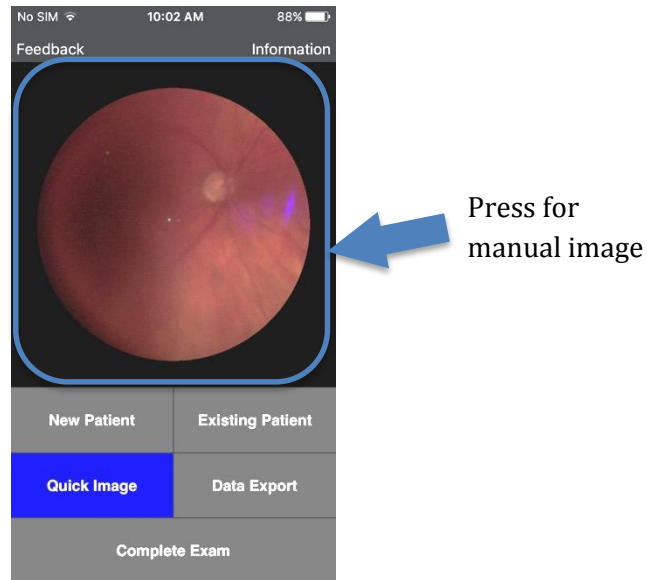 No SIM 10:02 AM 88%
Feedback Information
Press for
manual image
New Patient Existing Patient
Quick Image Data Export
Complete Exam